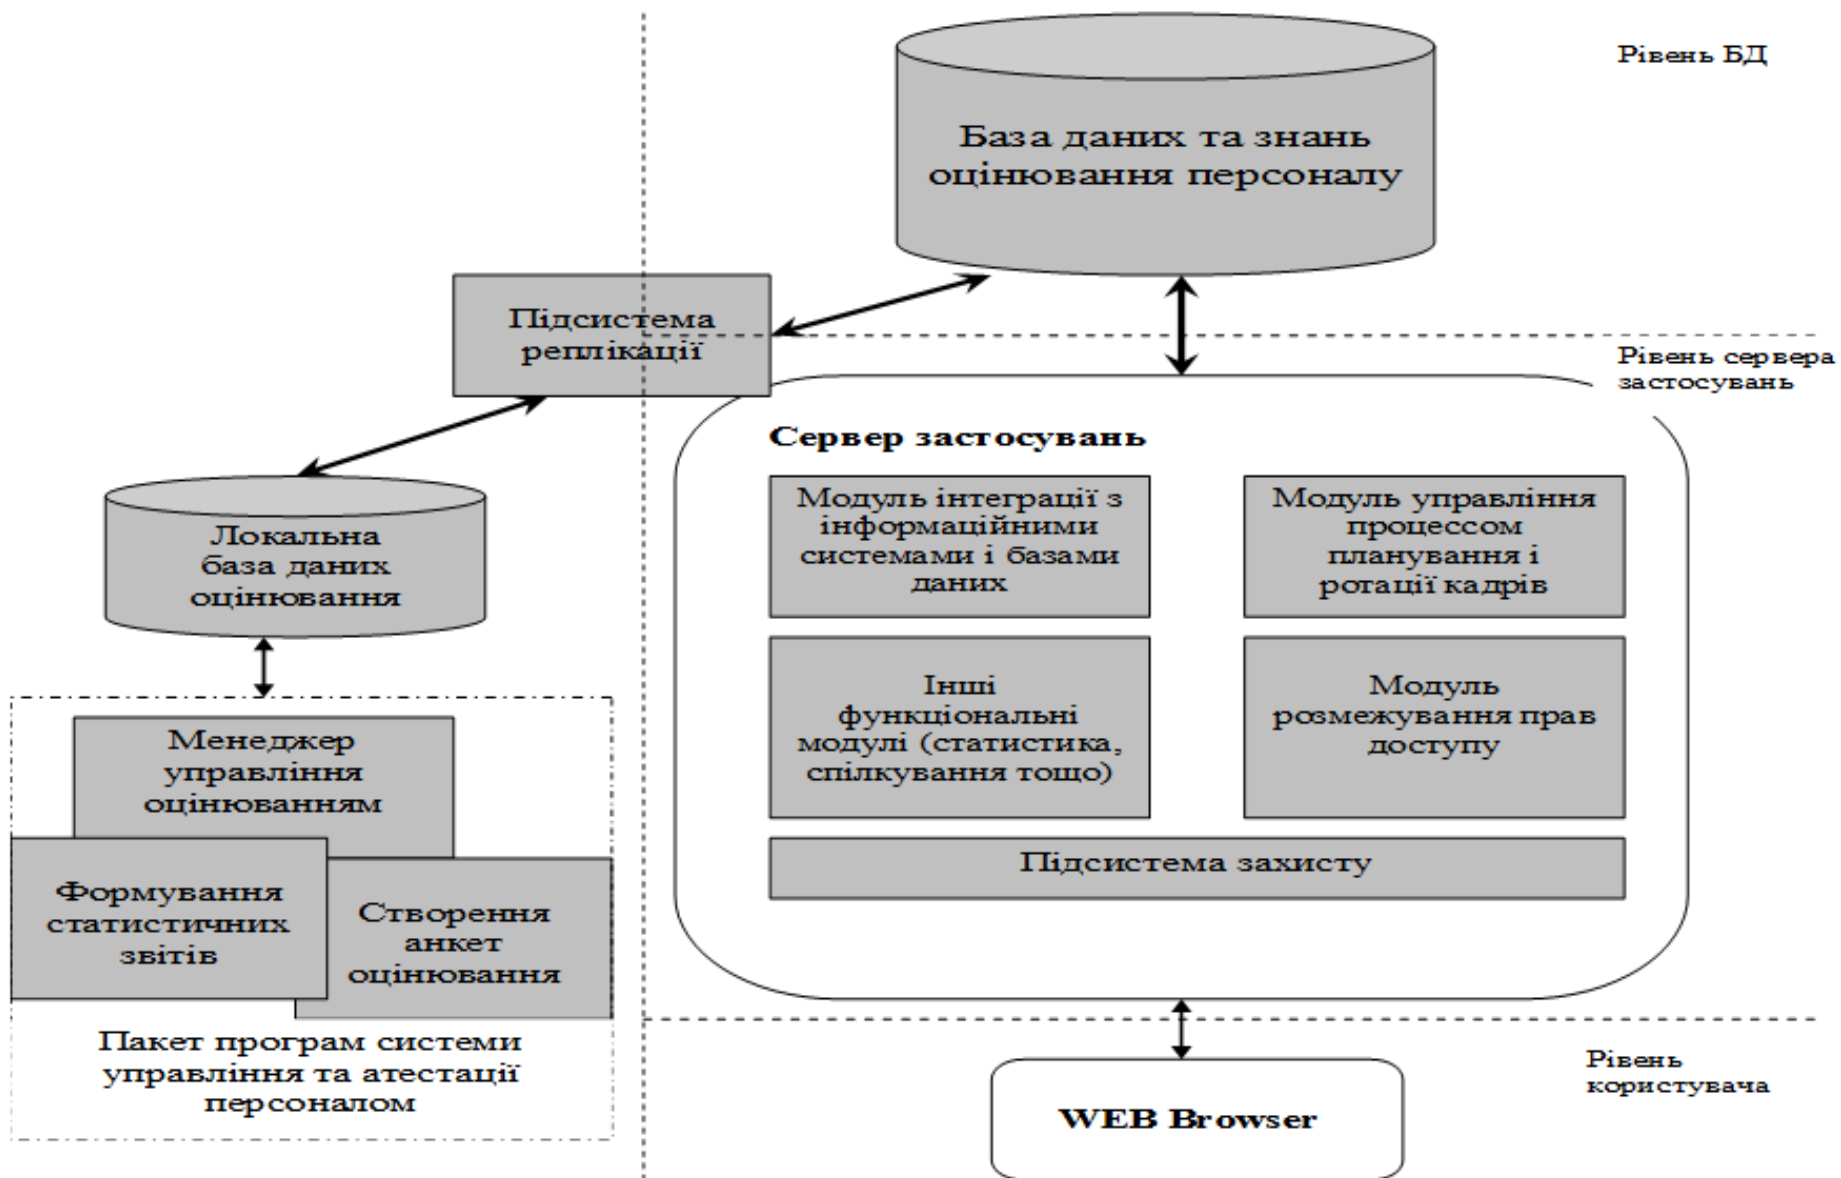 Рівень БД
База даних та знань
оцінювання персоналу
Підсистема
реплікації
Рівень сервера
застосувань
Сервер застосувань
Модуль інтеграції з
інформаційними
системами і базами
даних
Модуль управління
процессом
планування і
ротації кадрів
Локальна
база даних
оцінювання
Інші
функціональні
модулі (статистика,
спілкування тощо)
Модуль
розмежування прав
доступу
Менеджер
управління
оцінюванням
Підсистема захисту
Формування
статистичних
звітів
Створення
анкет
оцінювання
Пакет програм системи
управління та атестації
персоналом
Рівень
користувача
WEB Browser